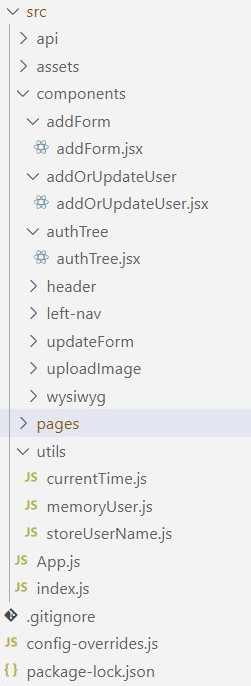 src
api
assets
components
addForm
addForm.jsx
addOrUpdateUser
addOrUpdateUser.jsx
authTree
authTree.jsx
header
left-nav
updateForm
uploadImage
wysiwyg
pages
utils
JS currentTime.js
JS memoryUser.js
JS storeUserName.js
JS App.js
JS index.js
.gitignore
JS config-overrides.js
{ } package-lock.json